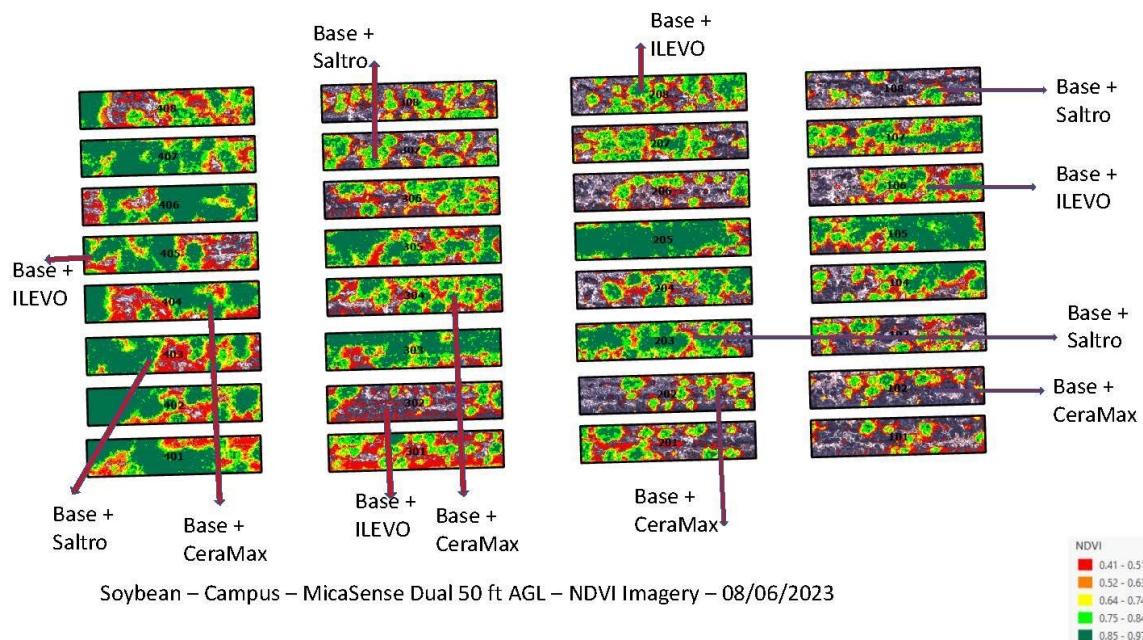 Base +
Saltro
Base +
ILEVO
408
308
208
108
Base +
Saltro
407
307
207
107
406
306
206
106
Base +
ILEVO
405
305
205
105
Base +
ILEVO
404
304
204
104
403
303
203
Base +
Saltro
402
302
202
102
Base +
CeraMax
401
301
201
101
Base +
Saltro
Base +
CeraMax
Base +
ILEVO
Base +
CeraMax
Base +
CeraMax
Soybean – Campus – MicaSense Dual 50 ft AGL – NDVI Imagery – 08/06/2023
NDVI
0.41 - 0.5
0.52 - 0.6
0.64 - 0.7
0.75 - 0.8
0.85 - 0.9